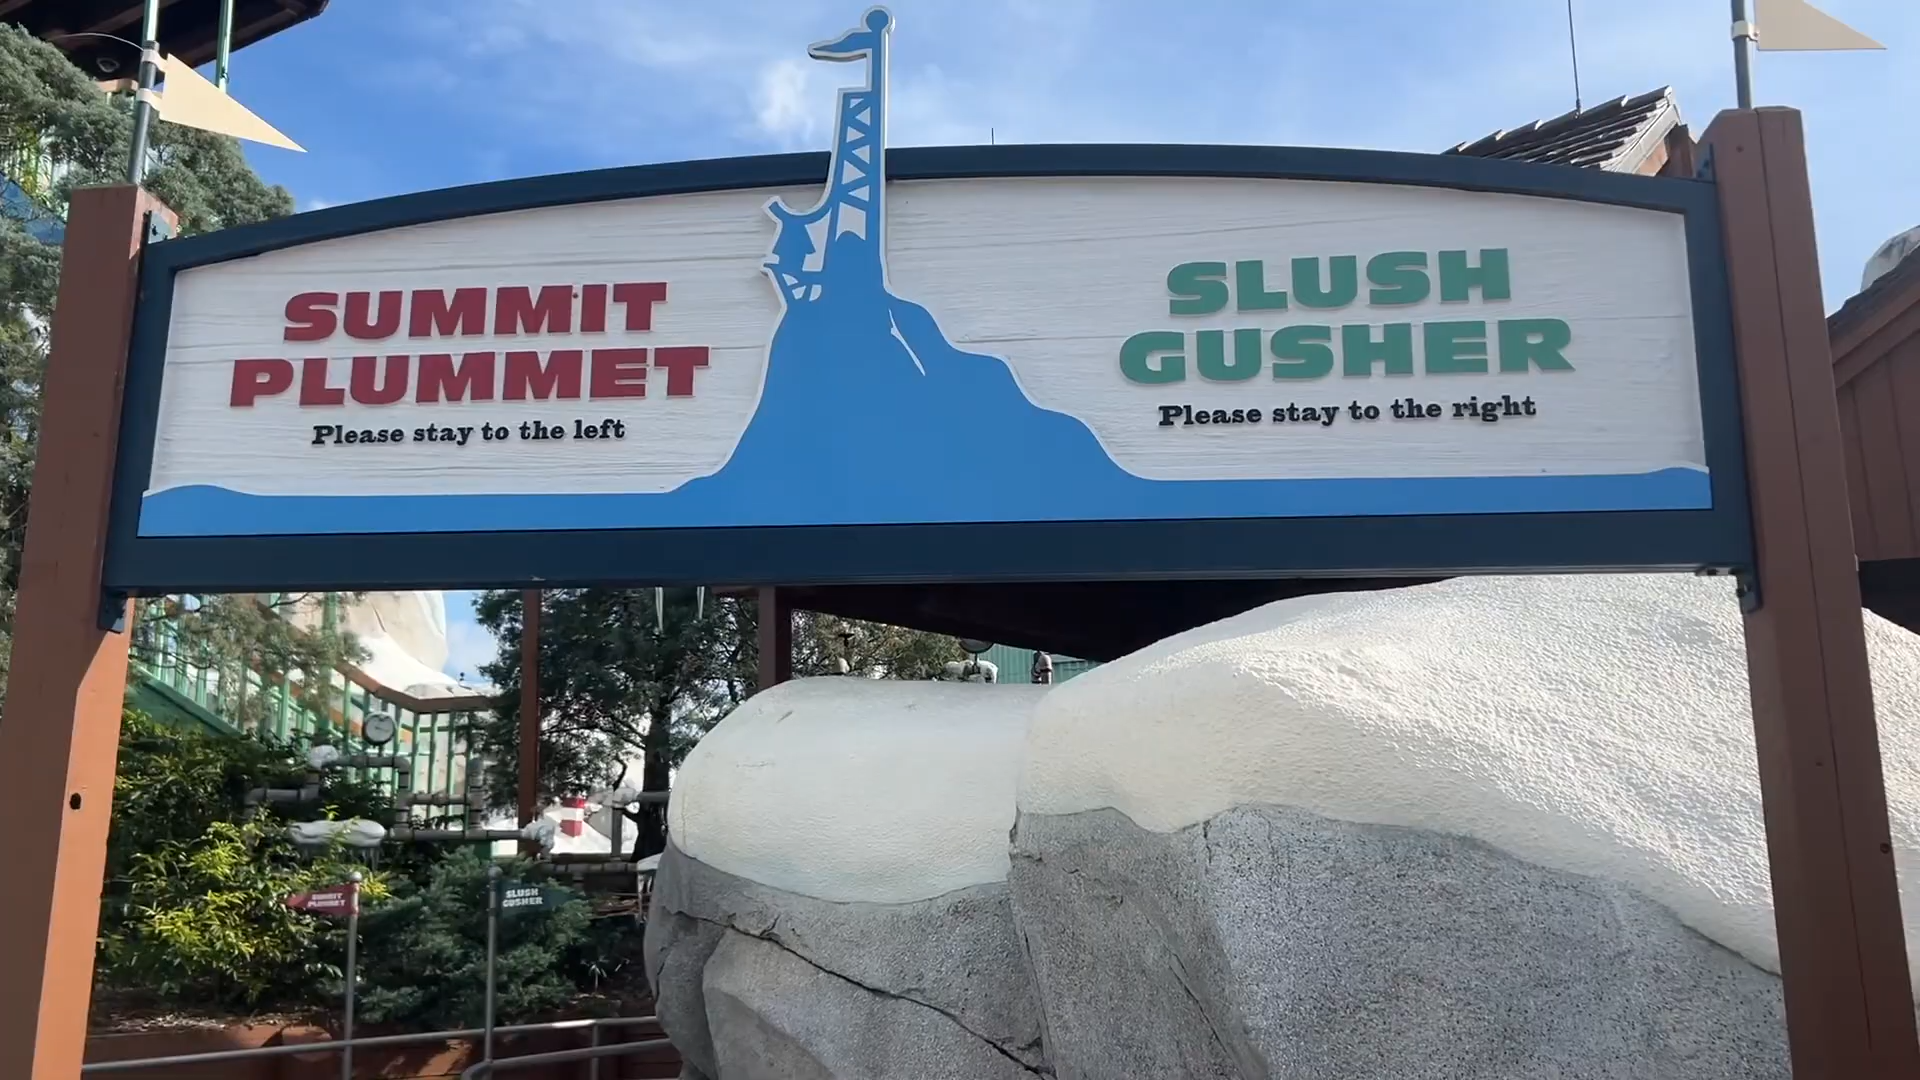 SUMMIT
PLUMMET
Please stay to the left
SLUSH
GUSHER
Please stay to the right
SUMMIT
PLUMMET
SLUSH
GUSHER